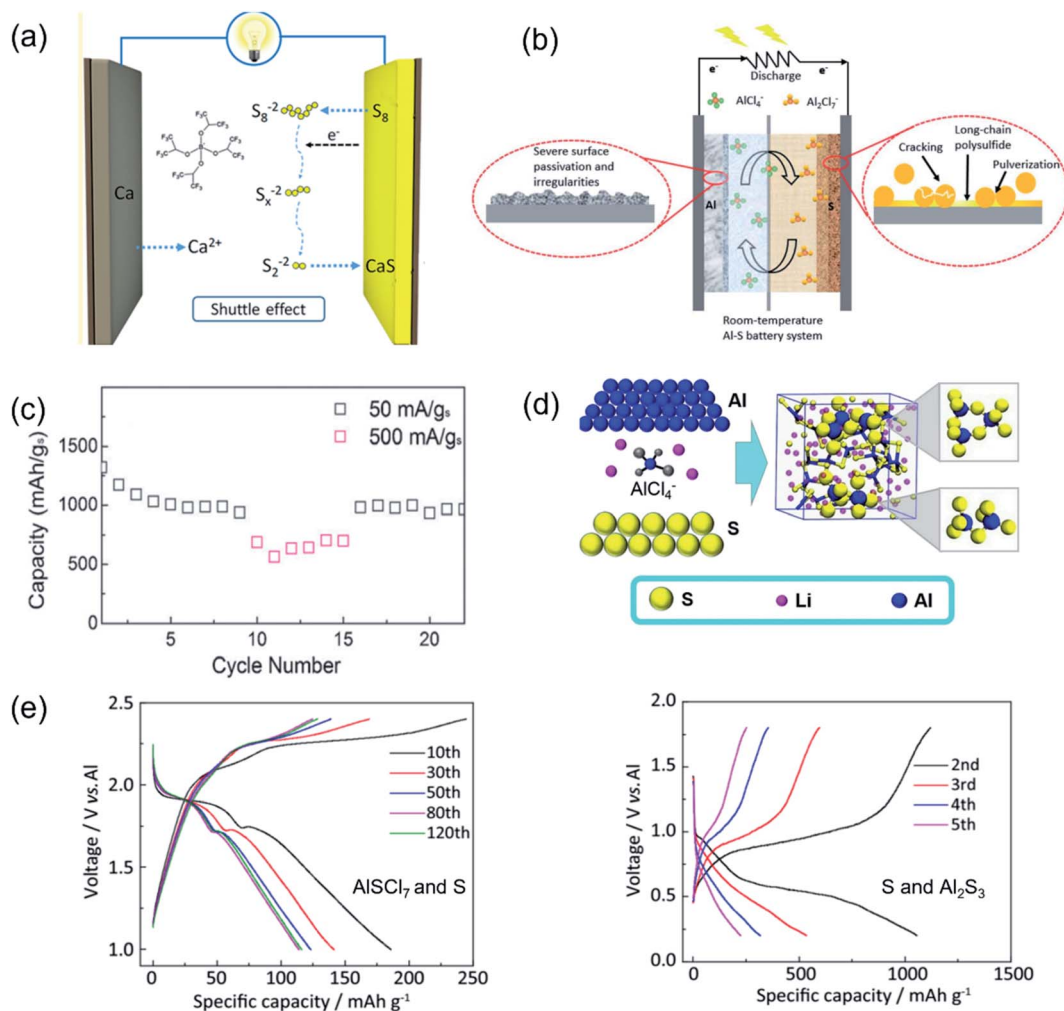 (a)
S8-2
S8
e-
F3C CF3
F3C CF3
Ca
Sx-2
Ca2+
S2-2
CaS
Shuttle effect
(b)
e-
Discharge
e-
AlCl4-
Al2Cl7-
Severe surface
passivation and
irregularities
Al
S
Long-chain
polysulfide
Cracking
Pulverization
Room-temperature
Al-S battery system
(c)
50 mA/gs
500 mA/gs
1500
1000
500
0
Capacity (mAh/gs)
5 10 15 20
Cycle Number
(d)
Al
AlCl4-
S
S Li Al
(e)
2.5
2.0
1.5
1.0
Voltage / V vs. Al
10th
30th
50th
80th
120th
AlSCl7 and S
0 50 100 150 200 250
Specific capacity / mAh g-1
2.0
1.5
1.0
0.5
0.0
Voltage / V vs. Al
2nd
3rd
4th
5th
S and Al2S3
0 500 1000 1500
Specific capacity / mAh g-1